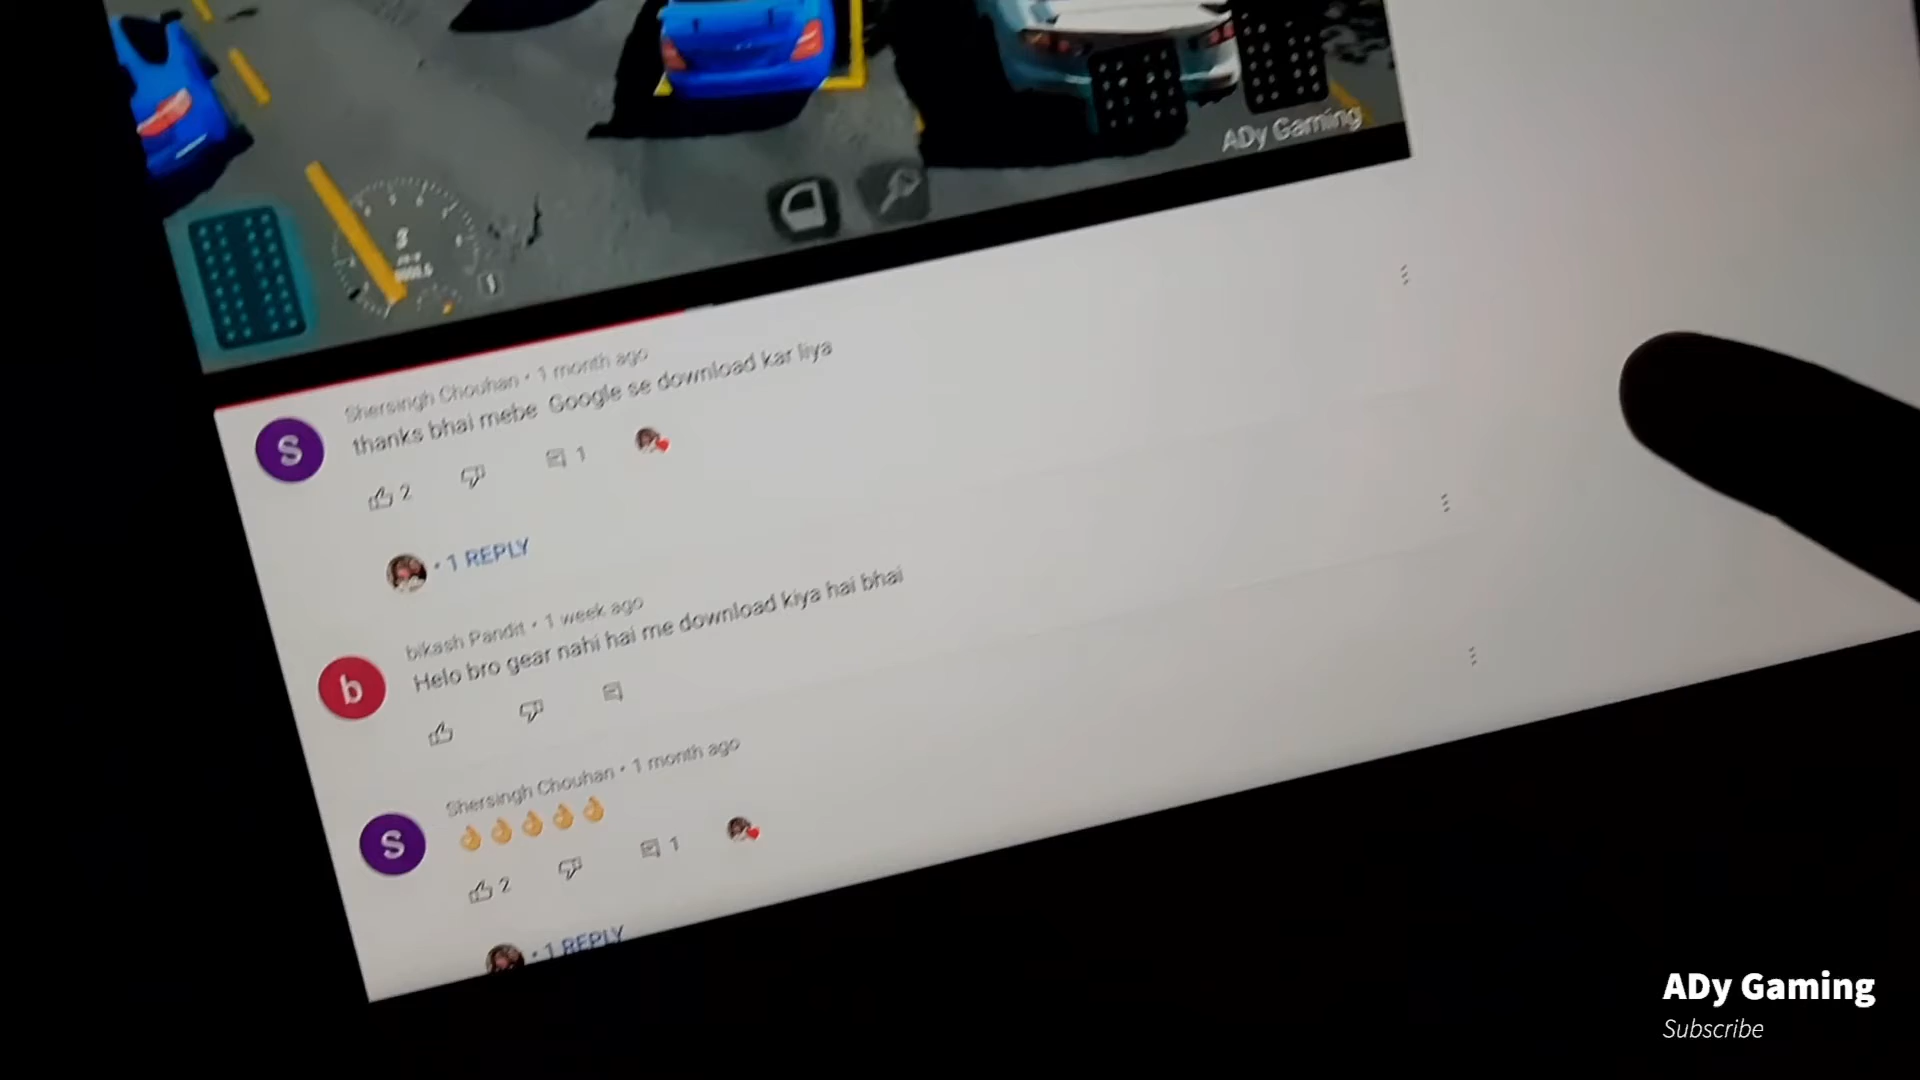 ADy Gaming
3
1
Shersingh Chouhan • 1 month ago
thanks bhai mebe Google se download kar liya
2
1
• 1 REPLY
bikash Pandit • 1 week ago
Helo bro gear nahi hai me download kiya hai bhai
Shersingh Chouhan • 1 month ago
👌👌👌👌👌
2
1
• 1 REPLY
S
b
S
ADy Gaming
Subscribe